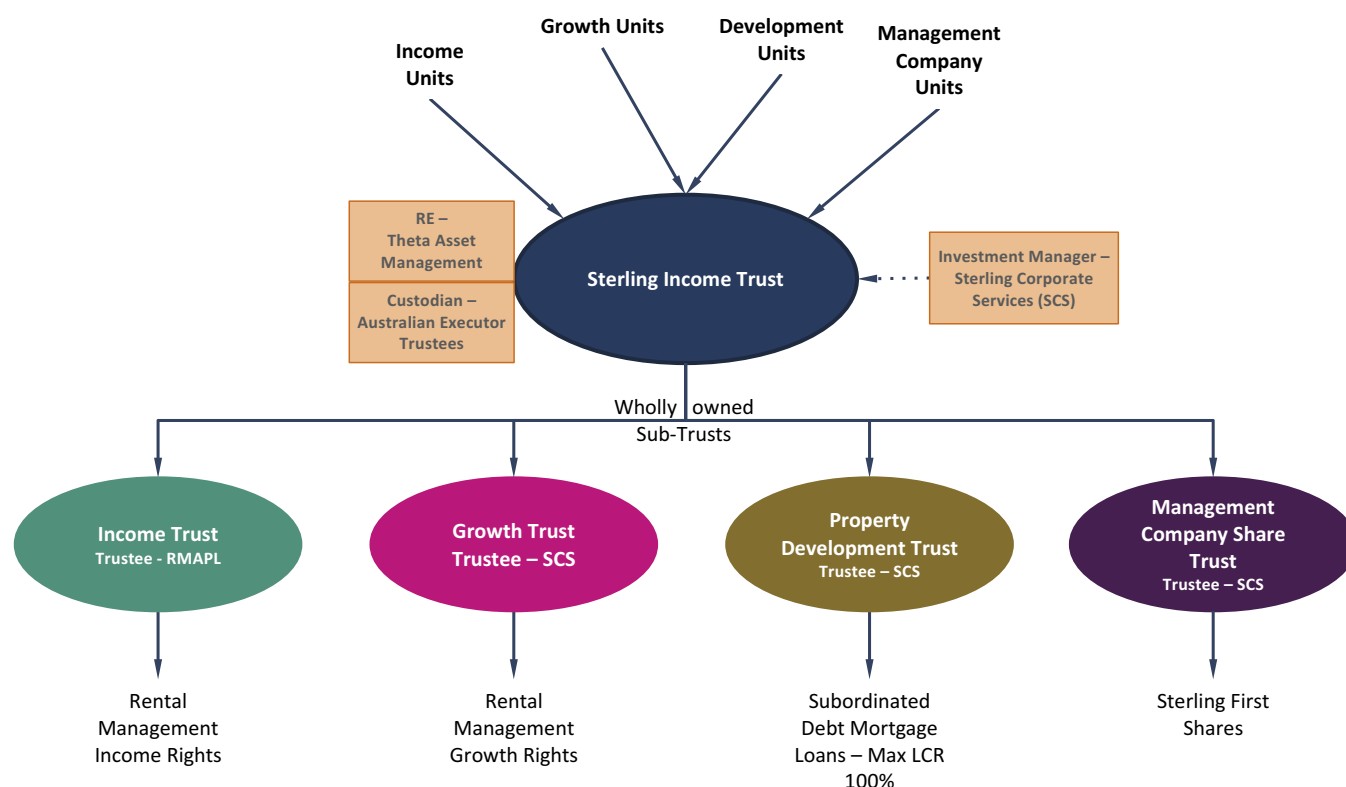 Income
Units
Growth Units
Development
Units
Management
Company
Units
RE –
Theta Asset
Management
Custodian –
Australian Executor
Trustees
Sterling Income Trust
Investment Manager –
Sterling Corporate
Services (SCS)
Wholly owned
Sub-Trusts
Income Trust
Trustee - RMAPL
Growth Trust
Trustee – SCS
Property
Development Trust
Trustee – SCS
Management
Company Share
Trust
Trustee – SCS
Rental
Management
Income Rights
Rental
Management
Growth Rights
Subordinated
Debt Mortgage
Loans – Max LCR
100%
Sterling First
Shares